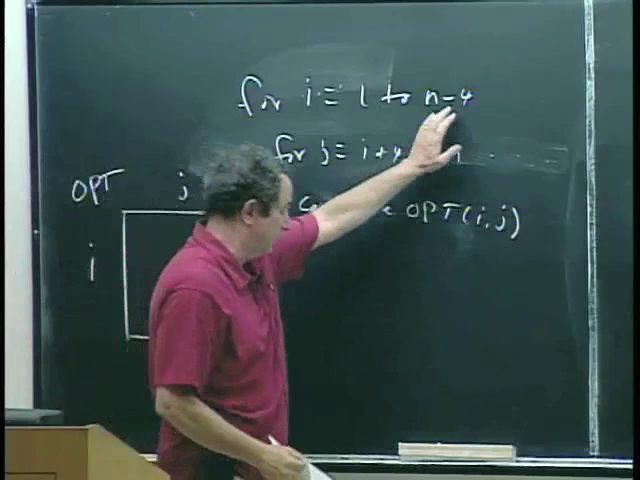 for i = 1 to n-4
for j = i+4
OPT j OPT(i,j)
i